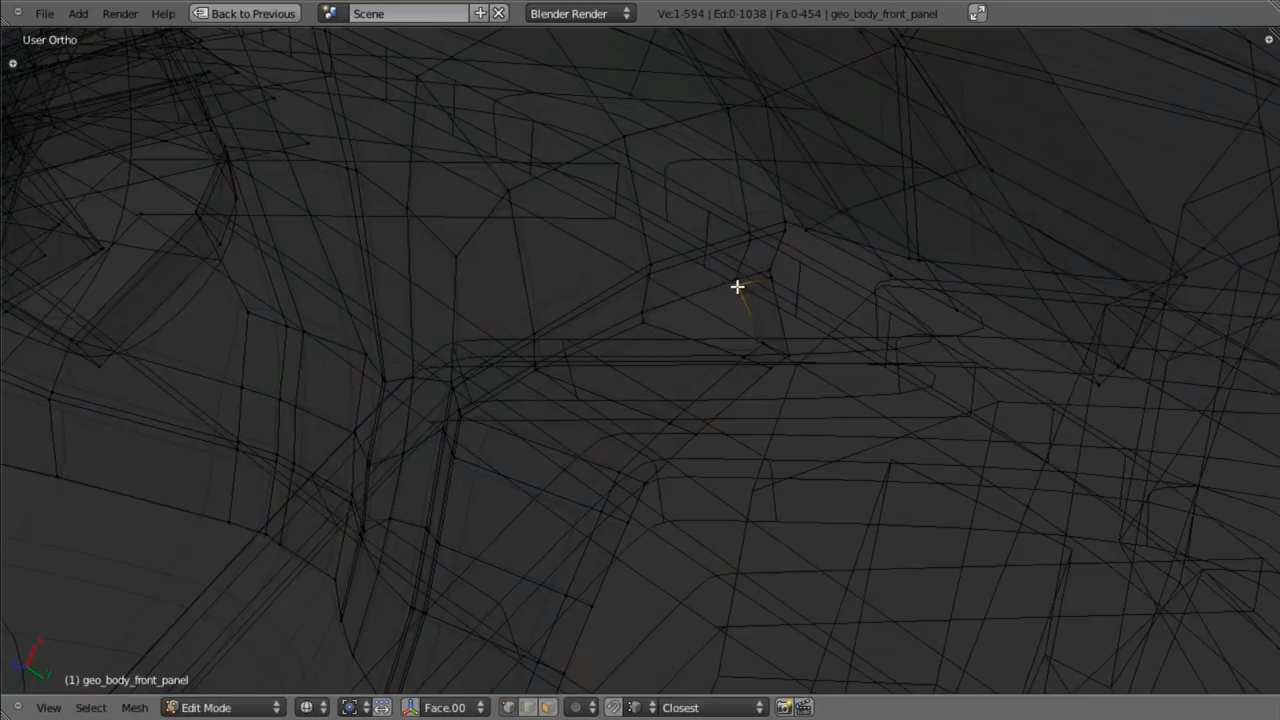 File Add Render Help Back to Previous Scene Blender Render Ve:1-594 | Ed:0-1038 | Fa:0-454 | geo_body_front_panel
User Ortho
(1) geo_body_front_panel
View Select Mesh Edit Mode Face.00 Closest